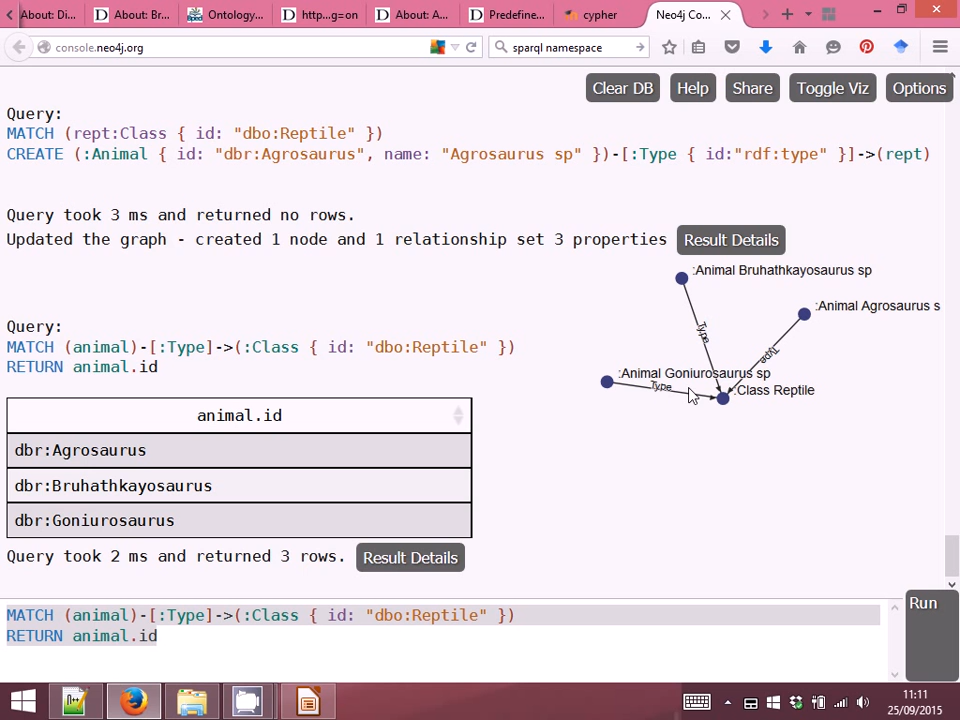 About: Di...
About: Br...
Ontology...
http...g=on
About: A...
Predefine...
cypher
Neo4j Co...
console.neo4j.org
sparql namespace
Clear DB
Help
Share
Toggle Viz
Options
Query:
MATCH (rept:Class { id: "dbo:Reptile" })
CREATE (:Animal { id: "dbr:Agrosaurus", name: "Agrosaurus sp" })-[:Type { id:"rdf:type" }]->(rept)
Query took 3 ms and returned no rows.
Updated the graph - created 1 node and 1 relationship set 3 properties
Result Details
:Animal Bruhathkayosaurus sp
:Animal Agrosaurus s
Type
Type
:Animal Goniurosaurus sp
Type
:Class Reptile
Query:
MATCH (animal)-[:Type]->(:Class { id: "dbo:Reptile" })
RETURN animal.id
animal.id
dbr:Agrosaurus
dbr:Bruhathkayosaurus
dbr:Goniurosaurus
Query took 2 ms and returned 3 rows.
Result Details
MATCH (animal)-[:Type]->(:Class { id: "dbo:Reptile" })
RETURN animal.id
Run
11:11
25/09/2015